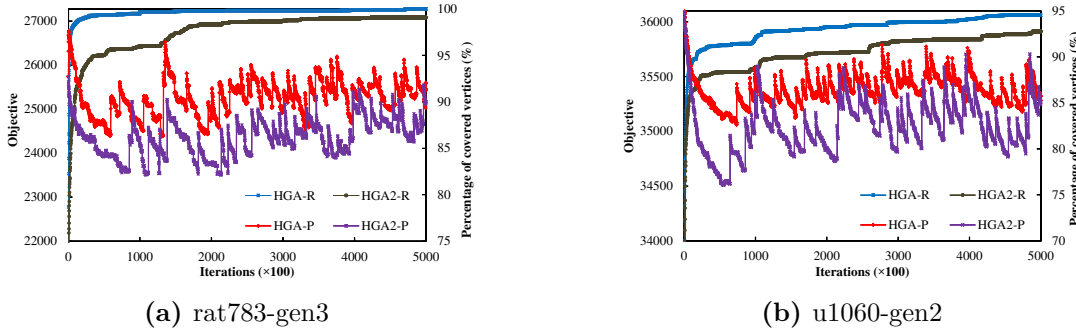 27000
26000
25000
24000
23000
22000
Objective
100
95
90
85
80
75
Percentage of covered vertices (%)
HGA-R
HGA2-R
HGA-P
HGA2-P
0
1000
2000
3000
4000
5000
Iterations (×100)
(a) rat783-gen3
36000
35500
35000
34500
34000
Objective
95
90
85
80
75
70
Percentage of covered vertices (%)
HGA-R
HGA2-R
HGA-P
HGA2-P
0
1000
2000
3000
4000
5000
Iterations (×100)
(b) u1060-gen2